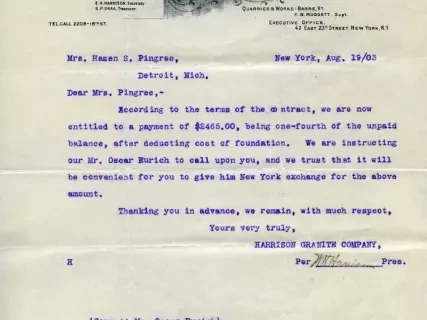 E.A. HARRISON, Secretary
TEL. CALL 2208-18TH ST.
QUARRIES & WORKS: BARRE, VT
F. B. MUDGETT, Supt.
EXECUTIVE OFFICE,
42 EAST 23RD STREET, NEW YORK, N.Y.
Mrs. Hazen S. Pingree, New York, Aug. 19/03
Detroit, Mich.
Dear Mrs. Pingree,-
According to the terms of the contract, we are now
entitled to a payment of $2465.00, being one-fourth of the unpaid
balance, after deducting cost of foundation. We are instructing
our Mr. Oscar Burich to call upon you, and we trust that it will
be convenient for you to give him New York exchange for the above
amount.
Thanking you in advance, we remain, with much respect,
Yours very truly,
HARRISON GRANITE COMPANY,
H Per W H Harrison Pres.